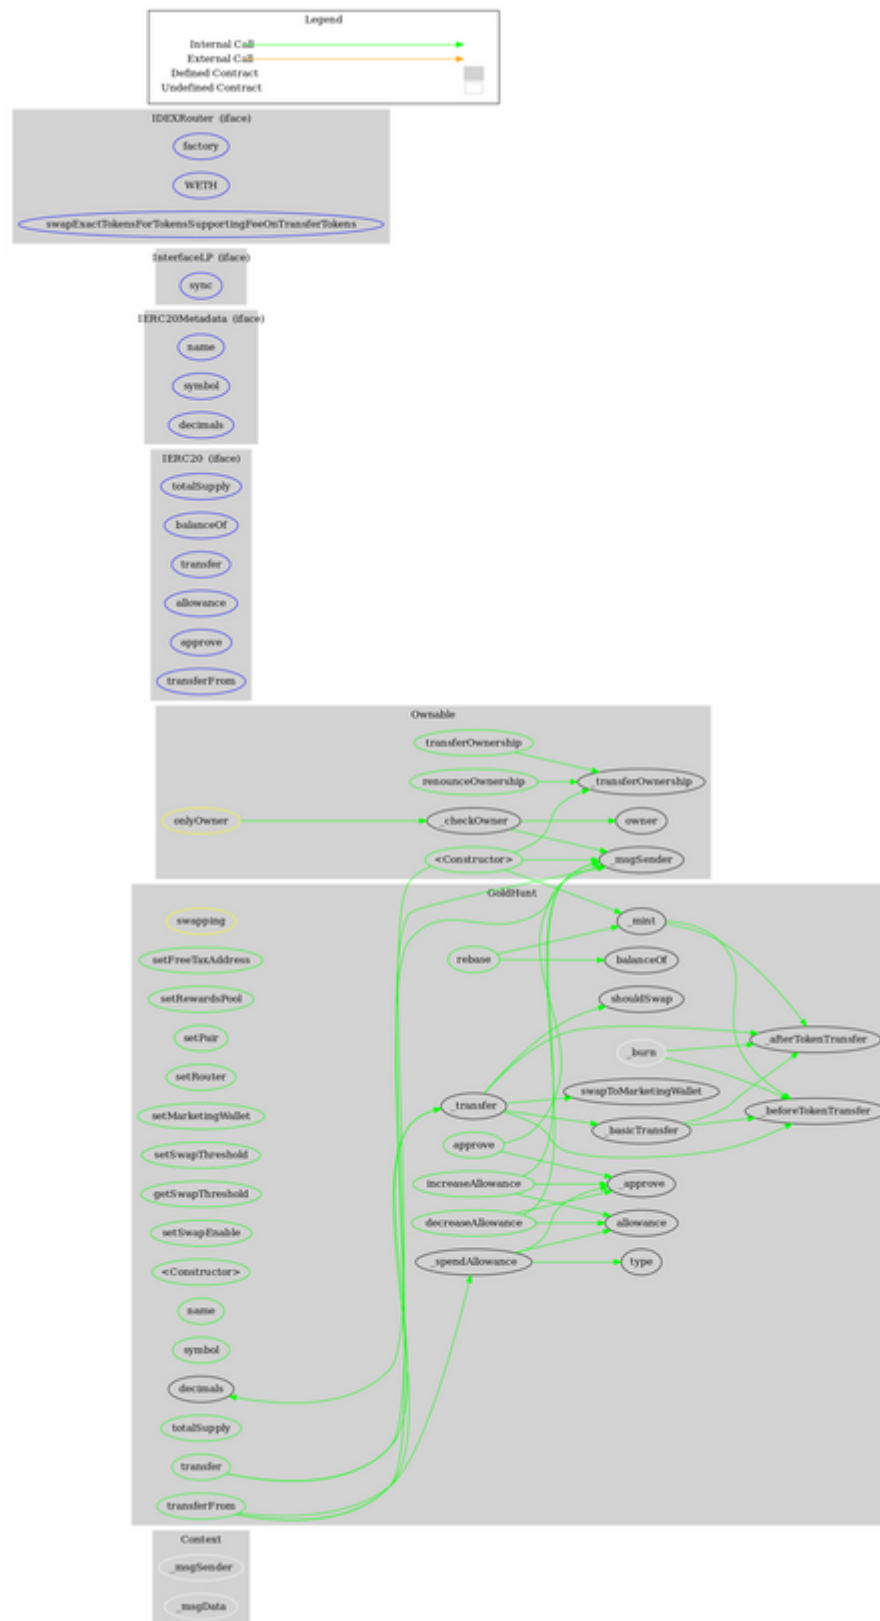 Legend
Internal Call
External Call
Defined Contract
Undefined Contract
IDEXRouter (iface)
factory
WETH
swapExactTokensForTokensSupportingFeeOnTransferTokens
InterfaceLP (iface)
sync
IERC20Metadata (iface)
name
symbol
decimals
IERC20 (iface)
totalSupply
balanceOf
transfer
allowance
approve
transferFrom
Ownable
transferOwnership
renounceOwnership
_transferOwnership
onlyOwner
_checkOwner
owner
<Constructor>
_msgSender
GoldHunt
swapping
_mint
setFreeTaxAddress
rebase
balanceOf
setRewardsPool
shouldSwap
setPair
_burn
_afterTokenTransfer
setRouter
swapToMarketingWallet
_transfer
_beforeTokenTransfer
setMarketingWallet
_basicTransfer
approve
setSwapThreshold
increaseAllowance
_approve
getSwapThreshold
decreaseAllowance
allowance
setSwapEnable
_spendAllowance
type
<Constructor>
name
symbol
decimals
totalSupply
transfer
transferFrom
Context
_msgSender
_msgData